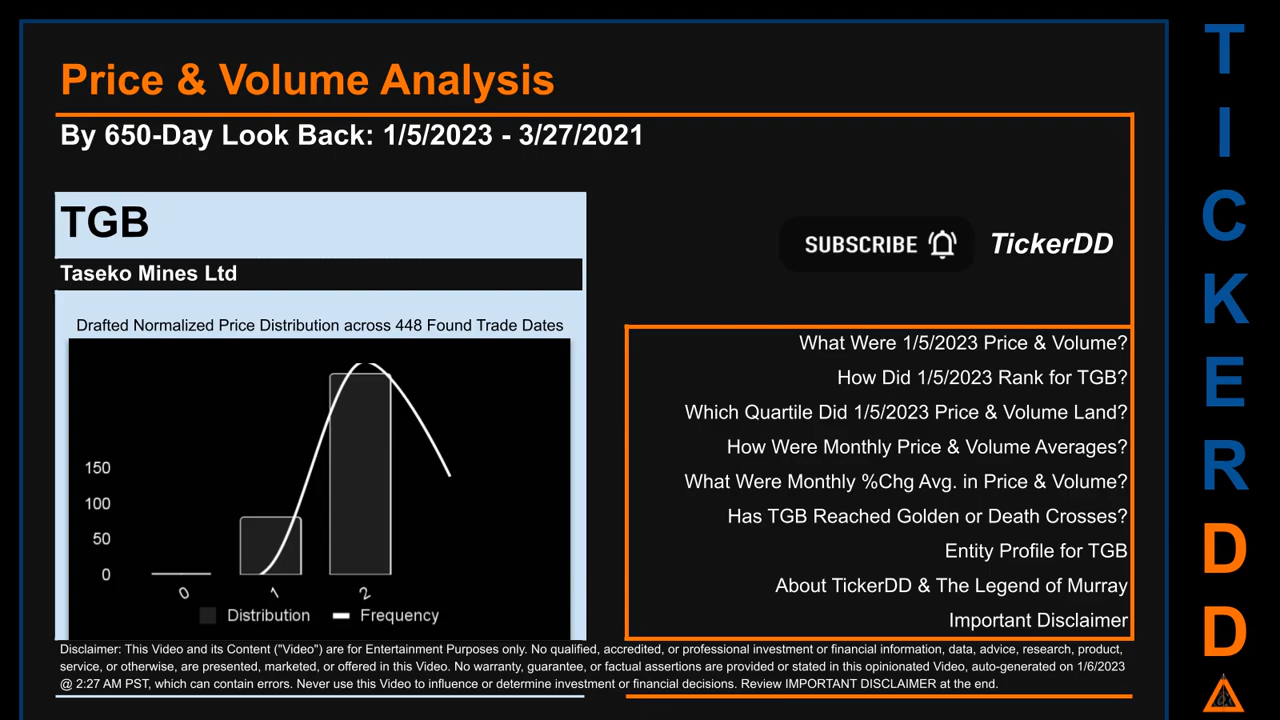 Price & Volume Analysis
By 650-Day Look Back: 1/5/2023 - 3/27/2021
TGB
Taseko Mines Ltd
Drafted Normalized Price Distribution across 448 Found Trade Dates
150
100
50
0
0
1
2
Distribution
Frequency
SUBSCRIBE
TickerDD
What Were 1/5/2023 Price & Volume?
How Did 1/5/2023 Rank for TGB?
Which Quartile Did 1/5/2023 Price & Volume Land?
How Were Monthly Price & Volume Averages?
What Were Monthly %Chg Avg. in Price & Volume?
Has TGB Reached Golden or Death Crosses?
Entity Profile for TGB
About TickerDD & The Legend of Murray
Important Disclaimer
Disclaimer: This Video and its Content ("Video") are for Entertainment Purposes only. No qualified, accredited, or professional investment or financial information, data, advice, research, product,
service, or otherwise, are presented, marketed, or offered in this Video. No warranty, guarantee, or factual assertions are provided or stated in this opinionated Video, auto-generated on 1/6/2023
@ 2:27 AM PST, which can contain errors. Never use this Video to influence or determine investment or financial decisions. Review IMPORTANT DISCLAIMER at the end.
TICKERDD